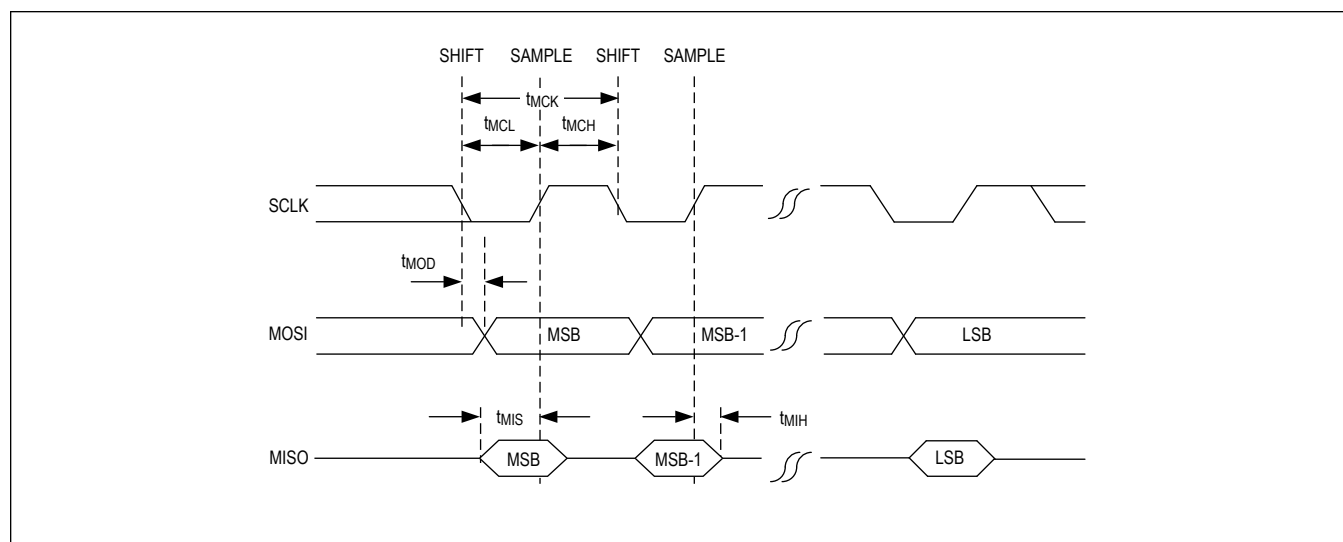 SHIFT SAMPLE SHIFT SAMPLE
tMCK
tMCL tMCH
SCLK
tMOD
MOSI MSB MSB-1 LSB
tMIS tMIH
MISO MSB MSB-1 LSB